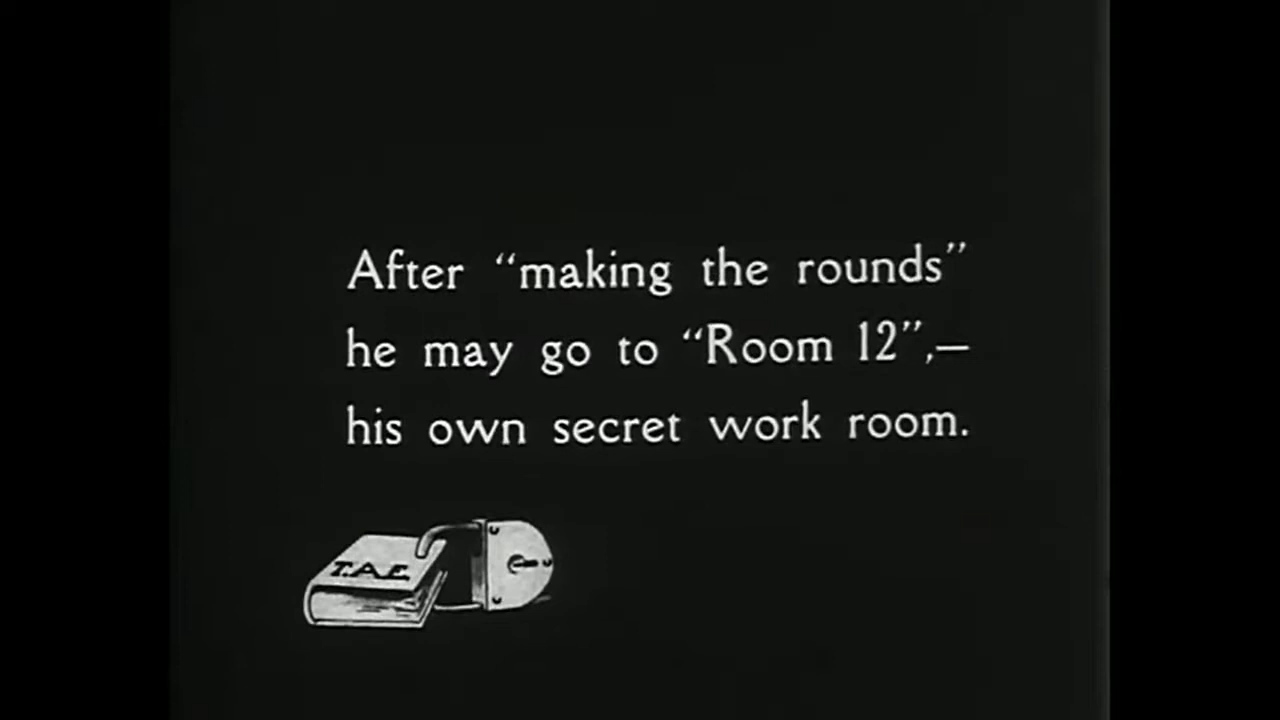 After “making the rounds”
he may go to “Room 12”,—
his own secret work room.
T.A.E.